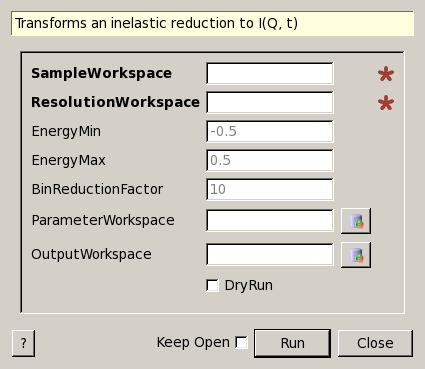 Transforms an inelastic reduction to I(Q, t)
SampleWorkspace
ResolutionWorkspace
EnergyMin -0.5
EnergyMax 0.5
BinReductionFactor 10
ParameterWorkspace
OutputWorkspace
DryRun
? Keep Open Run Close